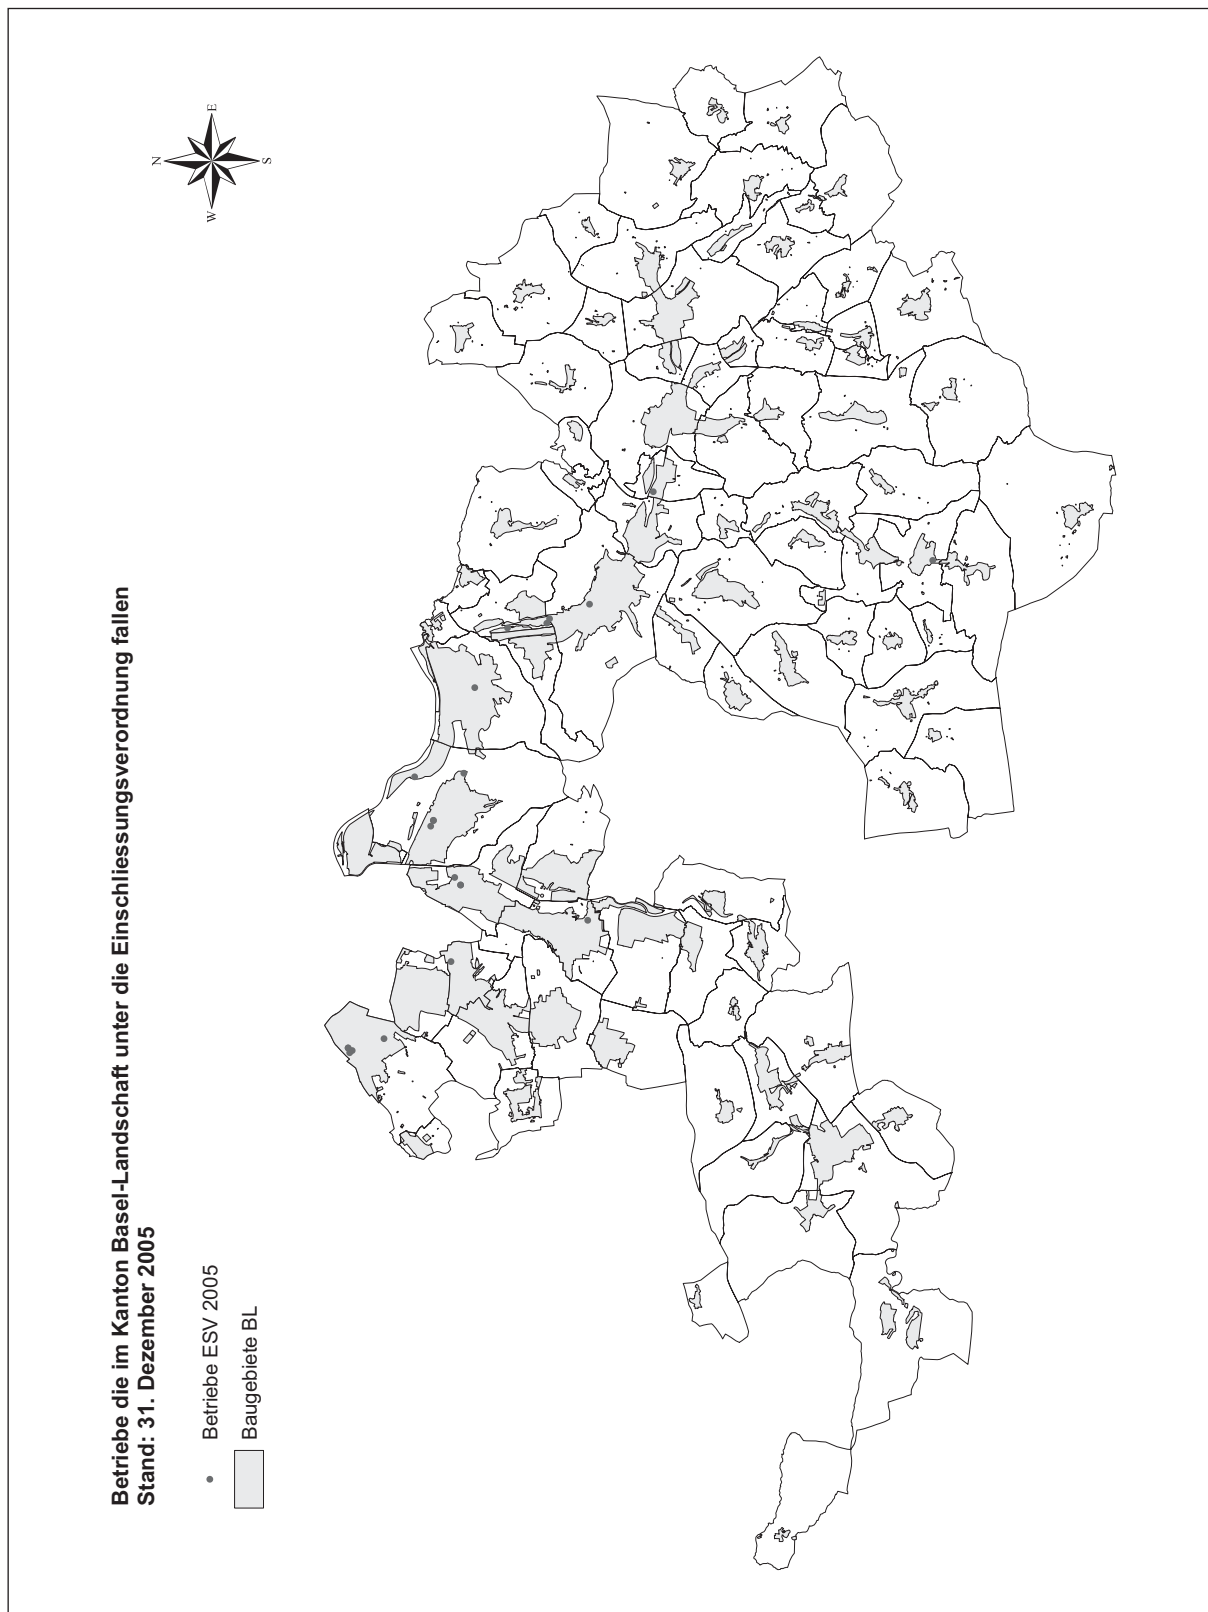 Betriebe die im Kanton Basel-Landschaft unter die Einschliessungsverordnung fallen
Stand: 31. Dezember 2005
Betriebe ESV 2005
Baugebiete BL
N
W
E
S